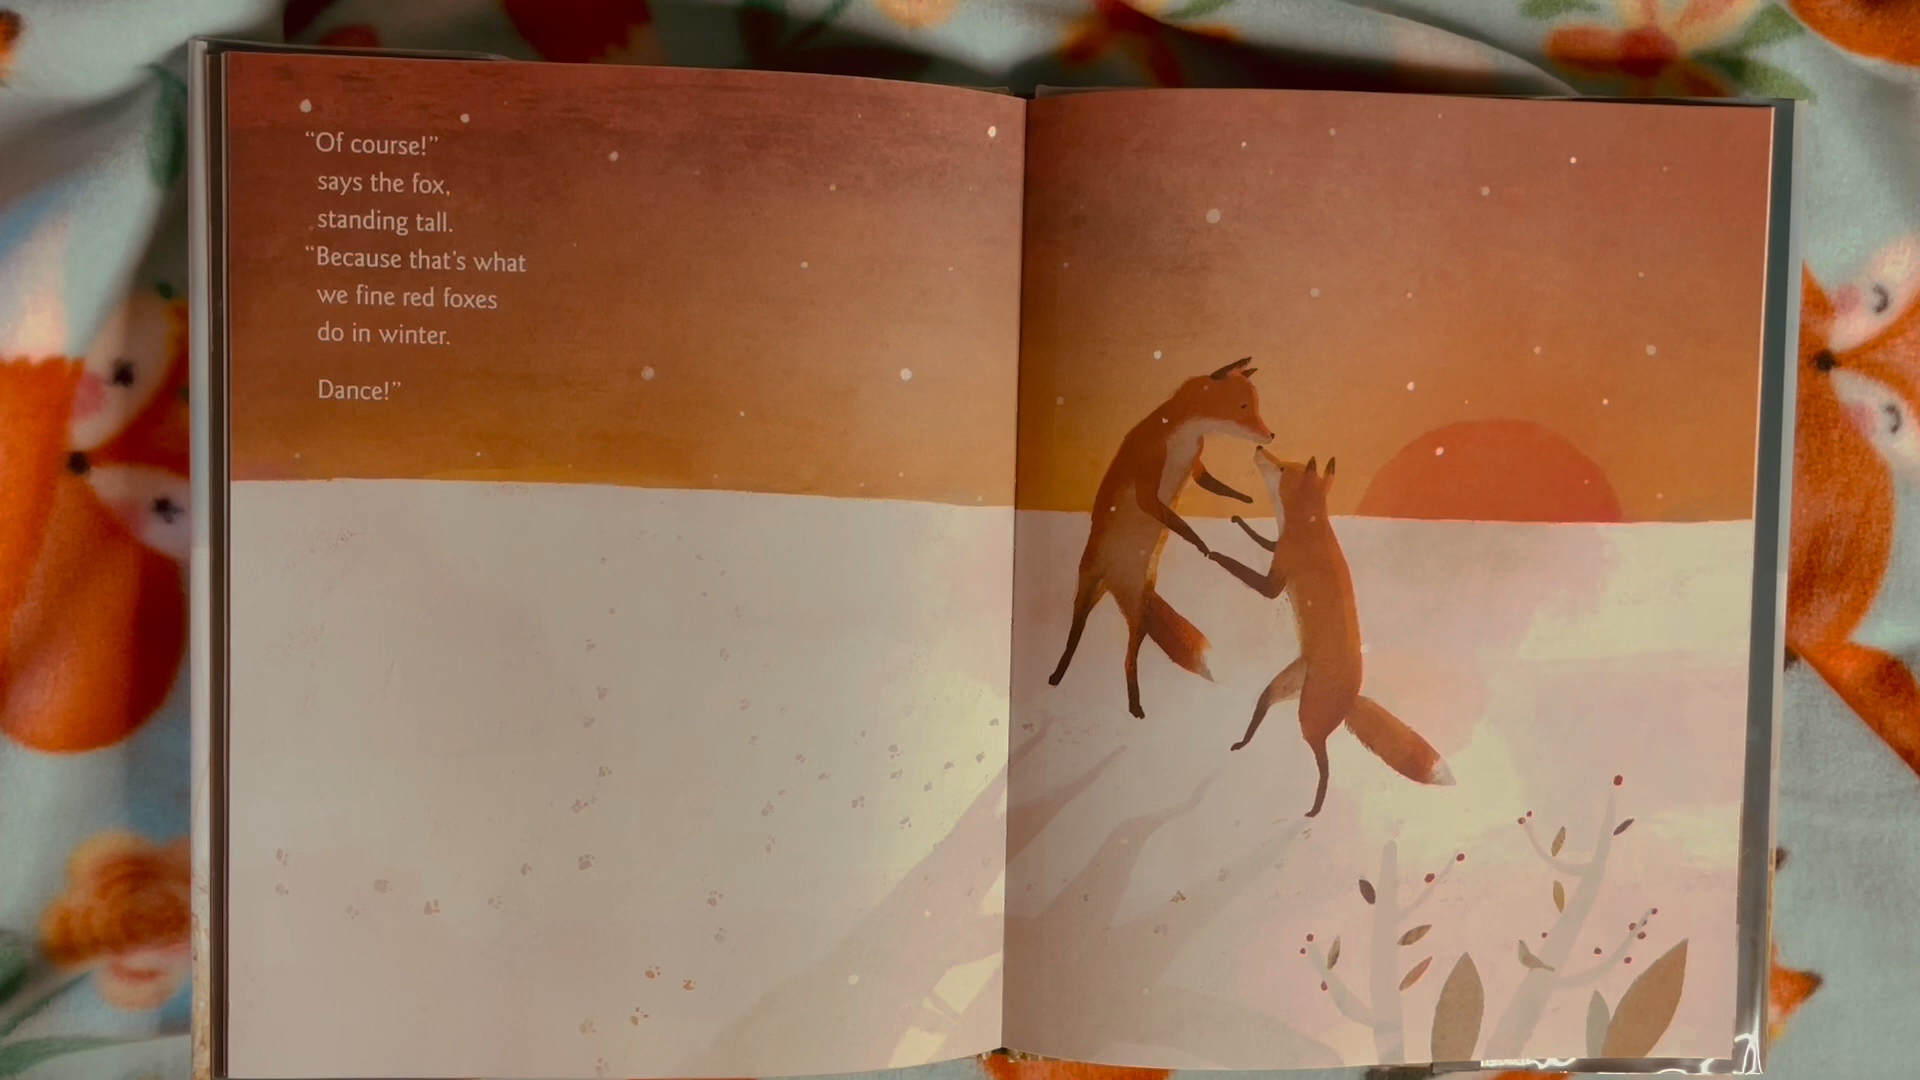 “Of course!”
says the fox,
standing tall.
“Because that’s what
we fine red foxes
do in winter.
Dance!”